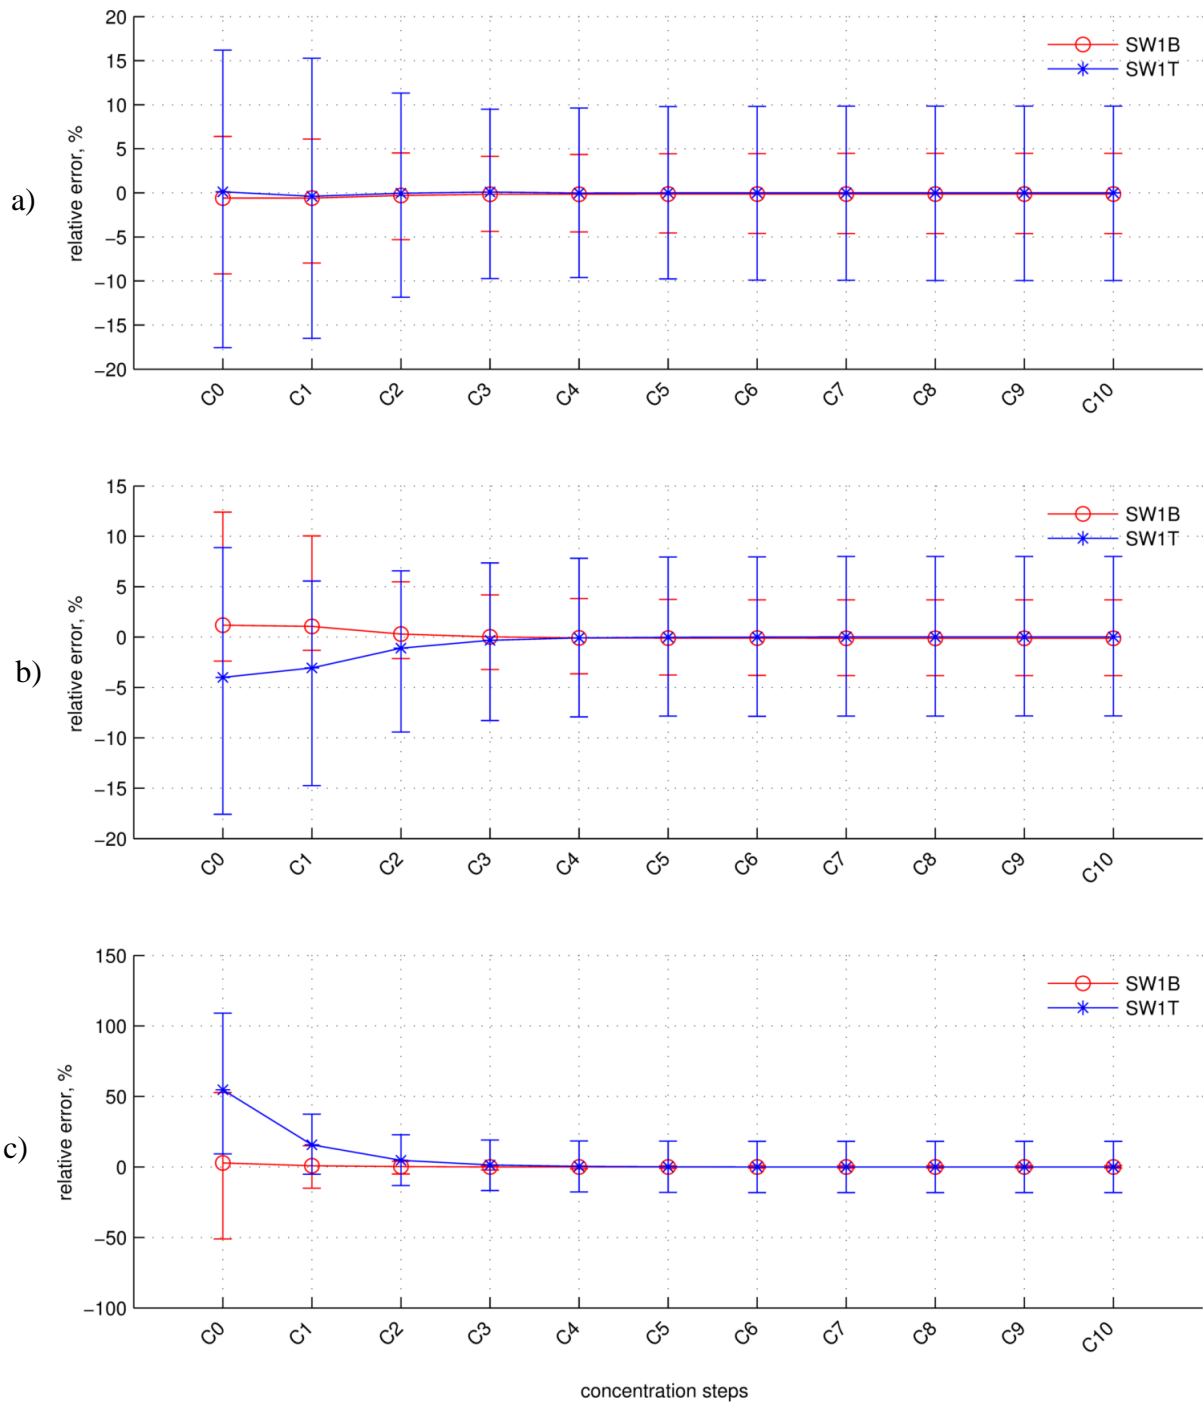 a)
relative error, %
20
15
10
5
0
−5
−10
−15
−20
SW1B
SW1T
C0 C1 C2 C3 C4 C5 C6 C7 C8 C9 C10
b)
relative error, %
15
10
5
0
−5
−10
−15
−20
SW1B
SW1T
C0 C1 C2 C3 C4 C5 C6 C7 C8 C9 C10
c)
relative error, %
150
100
50
0
−50
−100
SW1B
SW1T
C0 C1 C2 C3 C4 C5 C6 C7 C8 C9 C10
concentration steps